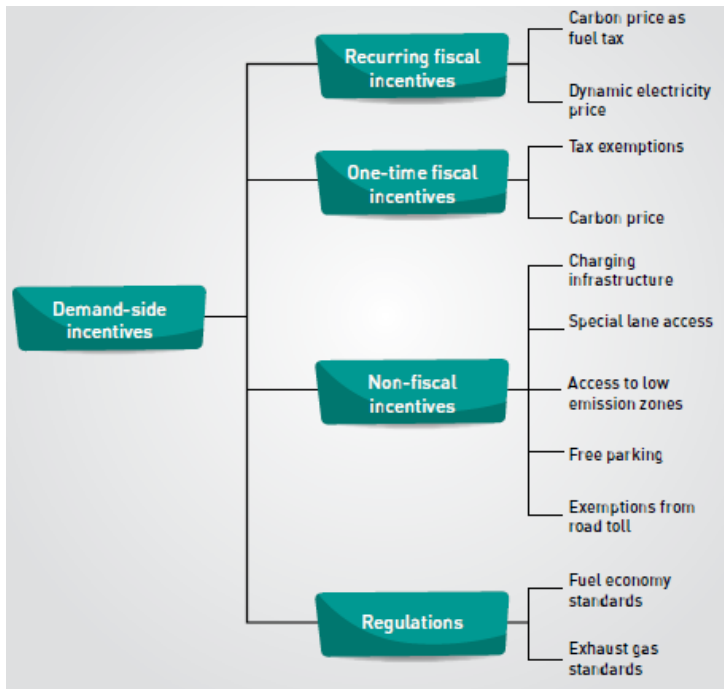 Demand-side
incentives
Recurring fiscal
incentives
Carbon price as
fuel tax
Dynamic electricity
price
One-time fiscal
incentives
Tax exemptions
Carbon price
Non-fiscal
incentives
Charging
infrastructure
Special lane access
Access to low
emission zones
Free parking
Exemptions from
road toll
Regulations
Fuel economy
standards
Exhaust gas
standards